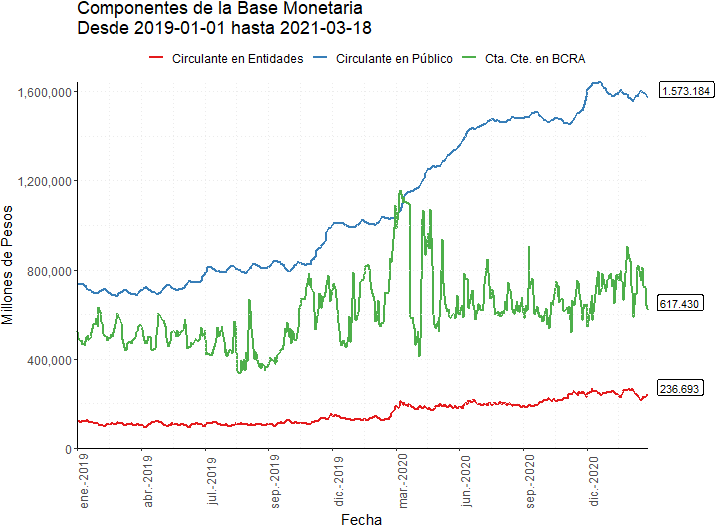 Componentes de la Base Monetaria
Desde 2019-01-01 hasta 2021-03-18
Circulante en Entidades
Circulante en Público
Cta. Cte. en BCRA
Millones de Pesos
1,600,000
1,200,000
800,000
400,000
0
1.573.184
617.430
236.693
ene.-2019
abr.-2019
jul.-2019
sep.-2019
dic.-2019
mar.-2020
jun.-2020
sep.-2020
dic.-2020
Fecha